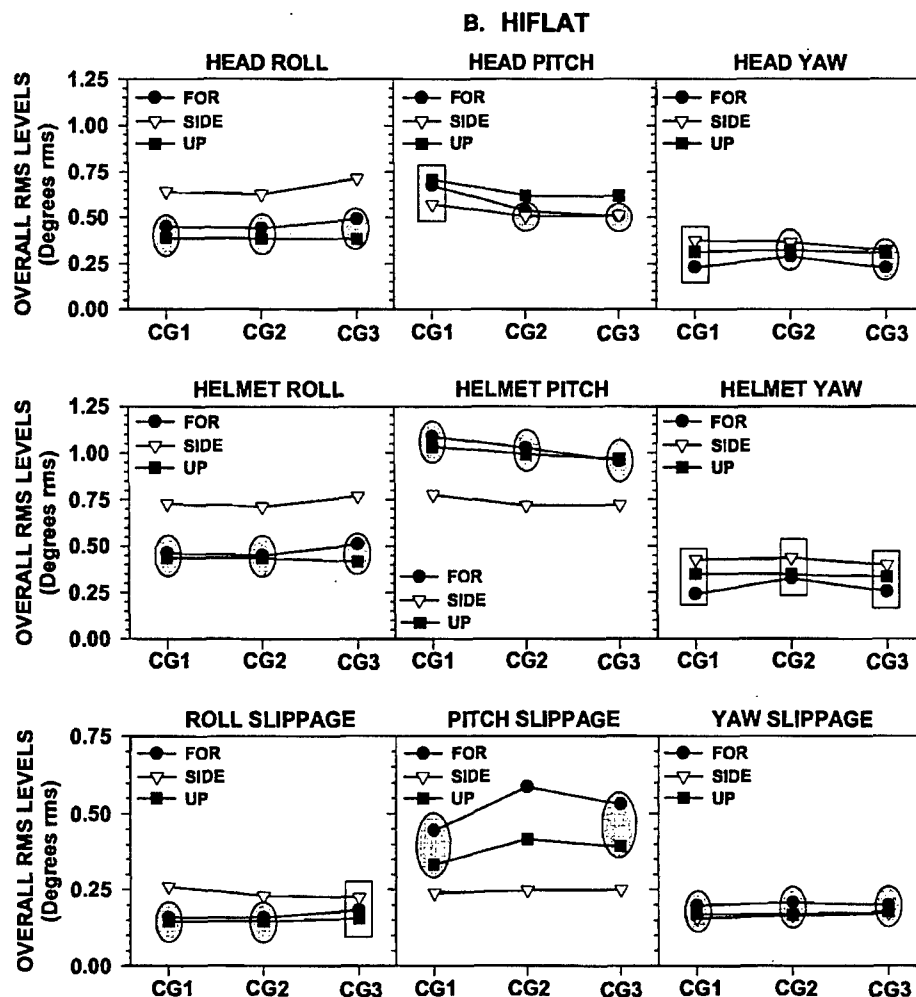 B. HIFLAT
HEAD ROLL HEAD PITCH HEAD YAW
OVERALL RMS LEVELS
(Degrees rms)
1.25
1.00
0.75
0.50
0.25
0.00
FOR
SIDE
UP
FOR
SIDE
UP
FOR
SIDE
UP
CG1 CG2 CG3 CG1 CG2 CG3 CG1 CG2 CG3
HELMET ROLL HELMET PITCH HELMET YAW
OVERALL RMS LEVELS
(Degrees rms)
1.25
1.00
0.75
0.50
0.25
0.00
FOR
SIDE
UP
FOR
SIDE
UP
FOR
SIDE
UP
CG1 CG2 CG3 CG1 CG2 CG3 CG1 CG2 CG3
ROLL SLIPPAGE PITCH SLIPPAGE YAW SLIPPAGE
OVERALL RMS LEVELS
(Degrees rms)
0.75
0.50
0.25
0.00
FOR
SIDE
UP
FOR
SIDE
UP
FOR
SIDE
UP
CG1 CG2 CG3 CG1 CG2 CG3 CG1 CG2 CG3